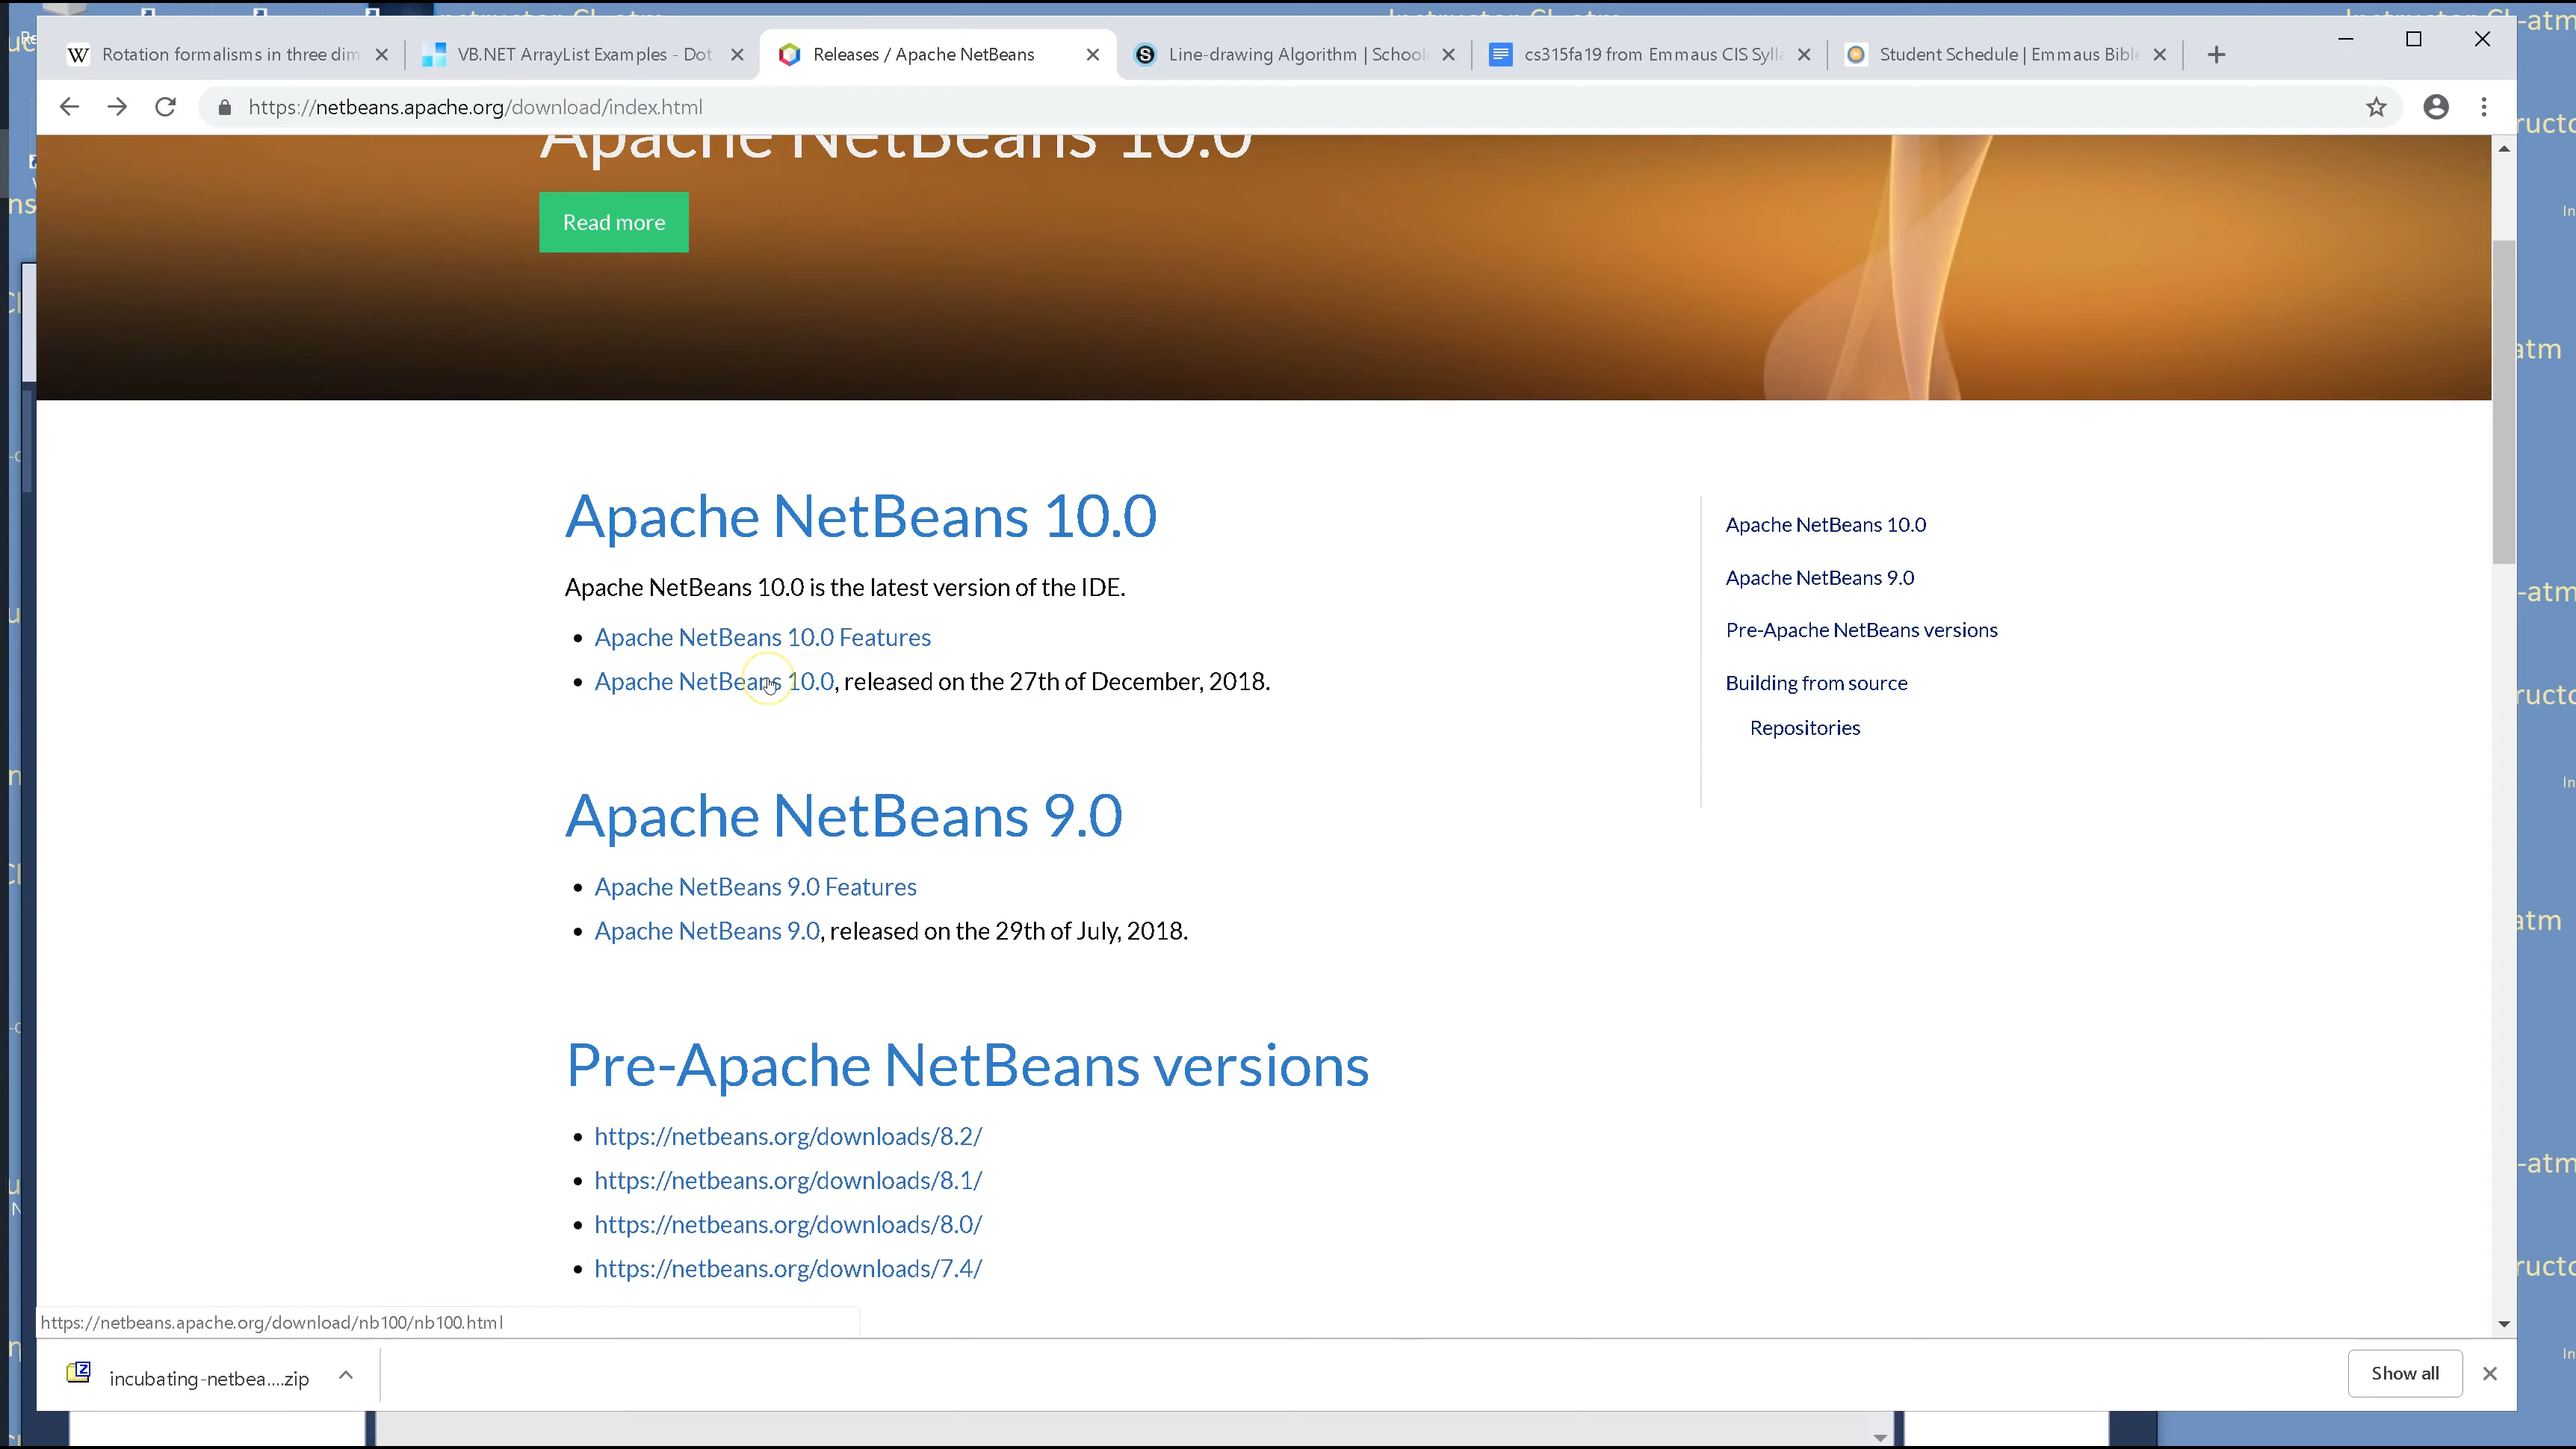 Rotation formalisms in three dim
VB.NET ArrayList Examples - Dot
Releases / Apache NetBeans
Line-drawing Algorithm | School
cs315fa19 from Emmaus CIS Sylla
Student Schedule | Emmaus Bible
https://netbeans.apache.org/download/index.html
Apache NetBeans 10.0
Read more
Apache NetBeans 10.0
Apache NetBeans 10.0 is the latest version of the IDE.
• Apache NetBeans 10.0 Features
• Apache NetBeans 10.0, released on the 27th of December, 2018.
Apache NetBeans 9.0
• Apache NetBeans 9.0 Features
• Apache NetBeans 9.0, released on the 29th of July, 2018.
Pre-Apache NetBeans versions
• https://netbeans.org/downloads/8.2/
• https://netbeans.org/downloads/8.1/
• https://netbeans.org/downloads/8.0/
• https://netbeans.org/downloads/7.4/
Apache NetBeans 10.0
Apache NetBeans 9.0
Pre-Apache NetBeans versions
Building from source
Repositories
https://netbeans.apache.org/download/nb100/nb100.html
incubating-netbea....zip
Show all